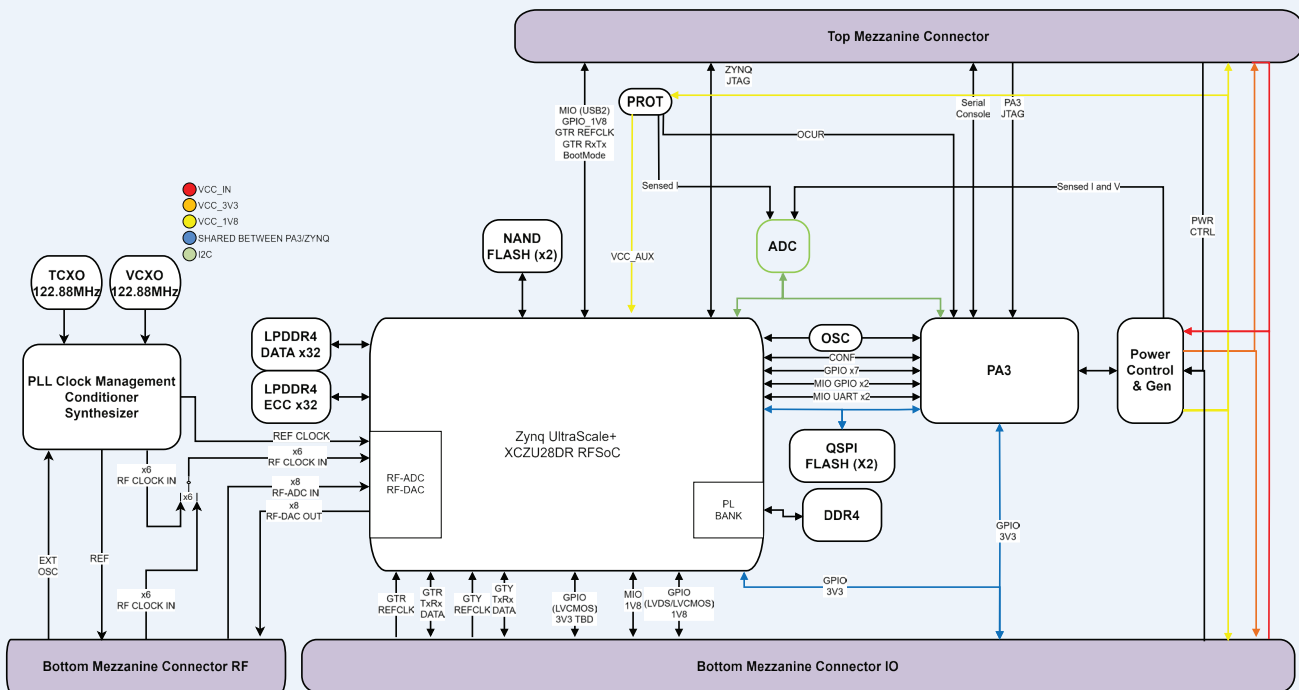 Top Mezzanine Connector
ZYNQ
JTAG
PROT
MIO (USB2)
GPIO_1V8
GTR REFCLK
GTR RxTx
BootMode
Serial
Console
PA3
JTAG
OCUR
Sensed I
Sensed I and V
PWR
CTRL
VCC_IN
VCC_3V3
VCC_1V8
SHARED BETWEEN PA3/ZYNQ
I2C
NAND
FLASH (x2)
ADC
VCC_AUX
TCXO
122.88MHz
VCXO
122.88MHz
LPDDR4
DATA x32
LPDDR4
ECC x32
OSC
CONF
GPIO x7
MIO GPIO x2
MIO UART x2
PA3
Power
Control
& Gen
PLL Clock Management
Conditioner
Synthesizer
Zynq UltraScale+
XCZU28DR RFSoC
QSPI
FLASH (X2)
REF CLOCK
x6
RF CLOCK IN
x6
RF CLOCK IN
x6
x8
RF-ADC IN
x8
RF-DAC OUT
RF-ADC
RF-DAC
PL
BANK
DDR4
GPIO
3V3
EXT
OSC
REF
x6
RF CLOCK IN
GTR
REFCLK
GTR
TxRx
DATA
GTY
REFCLK
GTY
TxRx
DATA
GPIO
(LVCMOS)
3V3 TBD
MIO
1V8
GPIO
(LVDS/LVCMOS)
1V8
GPIO
3V3
Bottom Mezzanine Connector RF
Bottom Mezzanine Connector IO